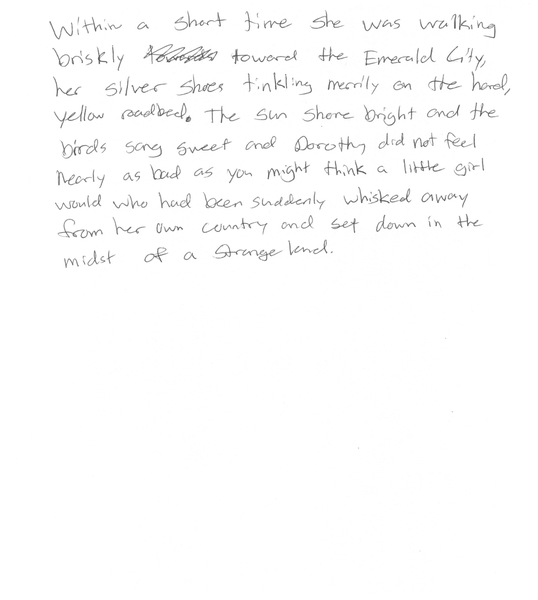 Within a short time she was walking
briskly toward the Emerald City,
her silver shoes tinkling merrily on the hard,
yellow roadbed. The sun shone bright and the
birds sang sweet and Dorothy did not feel
nearly as bad as you might think a little girl
would who had been suddenly whisked away
from her own country and set down in the
midst of a strange land.